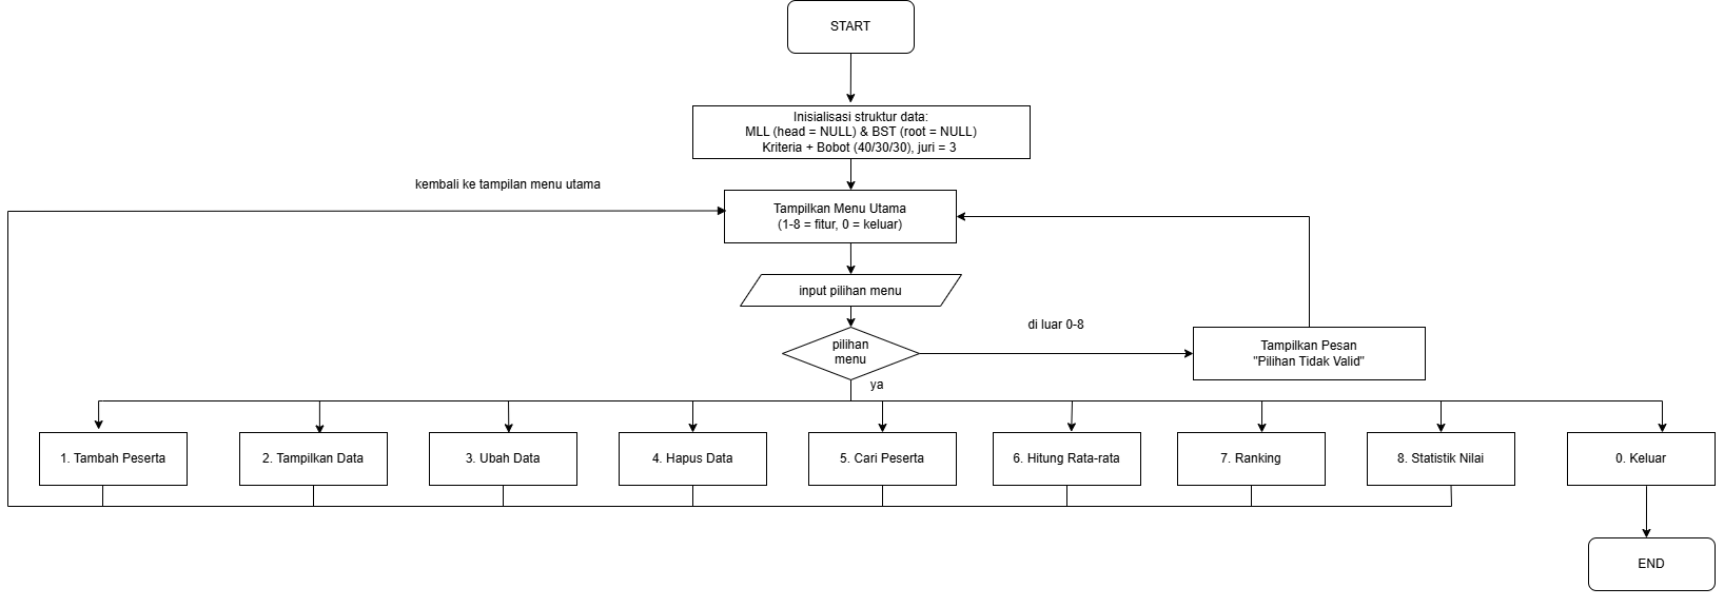 START
Inisialisasi struktur data:
MLL (head = NULL) & BST (root = NULL)
Kriteria + Bobot (40/30/30), juri = 3
kembali ke tampilan menu utama
Tampilkan Menu Utama
(1-8 = fitur, 0 = keluar)
input pilihan menu
di luar 0-8
pilihan
menu
Tampilkan Pesan
"Pilihan Tidak Valid"
ya
1. Tambah Peserta
2. Tampilkan Data
3. Ubah Data
4. Hapus Data
5. Cari Peserta
6. Hitung Rata-rata
7. Ranking
8. Statistik Nilai
0. Keluar
END